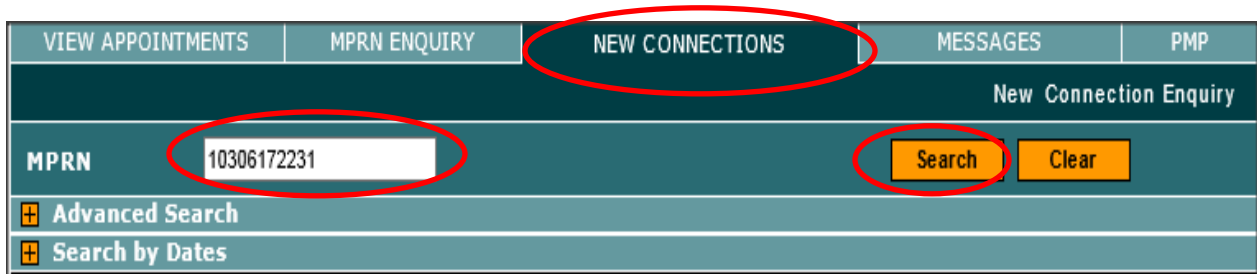 VIEW APPOINTMENTS MPRN ENQUIRY NEW CONNECTIONS MESSAGES PMP
New Connection Enquiry
MPRN 10306172231 Search Clear
Advanced Search
Search by Dates